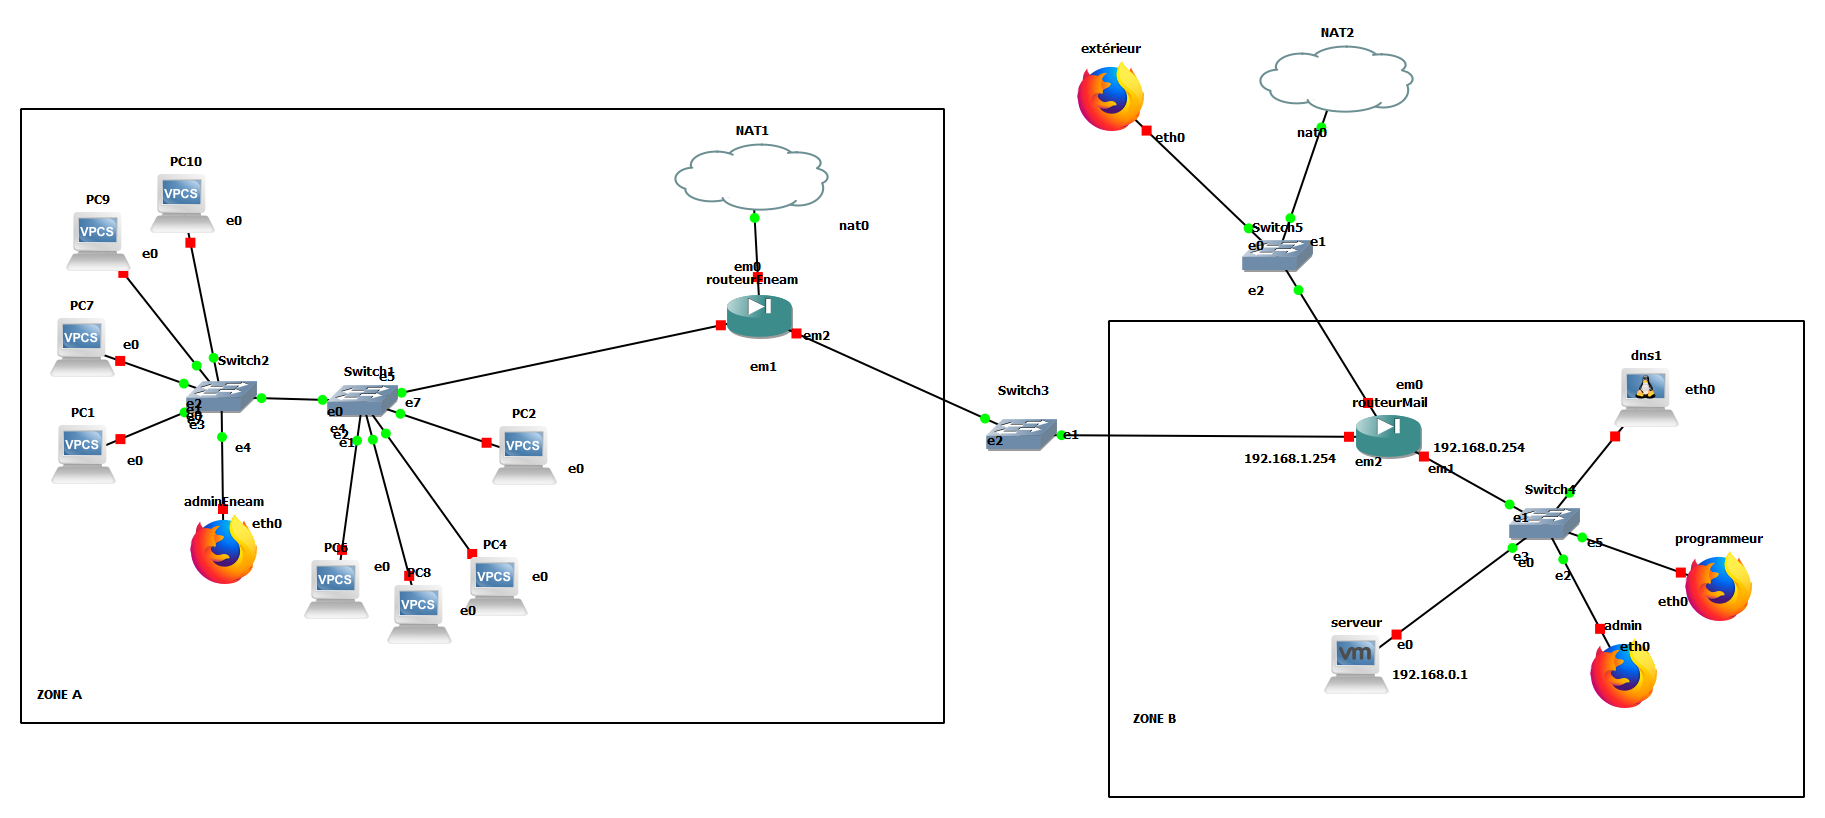 NAT2
extérieur
eth0
nat0
Switch5
e0
e1
e2
NAT1
nat0
em0
routeurEneam
em2
em1
PC10
VPCS
e0
PC9
VPCS
e0
PC7
VPCS
e0
Switch2
e2
e3
e4
PC1
VPCS
e0
adminEneam
eth0
Switch1
e5
e7
e0
e4
e2
e1
PC2
VPCS
e0
PC6
VPCS
e0
PC8
VPCS
e0
PC4
VPCS
e0
ZONE A
Switch3
e2
e1
em0
routeurMail
192.168.1.254
em2
192.168.0.254
em1
dns1
eth0
Switch4
e1
e3
e0
e2
e5
programmeur
eth0
admin
eth0
serveur
vm
e0
192.168.0.1
ZONE B